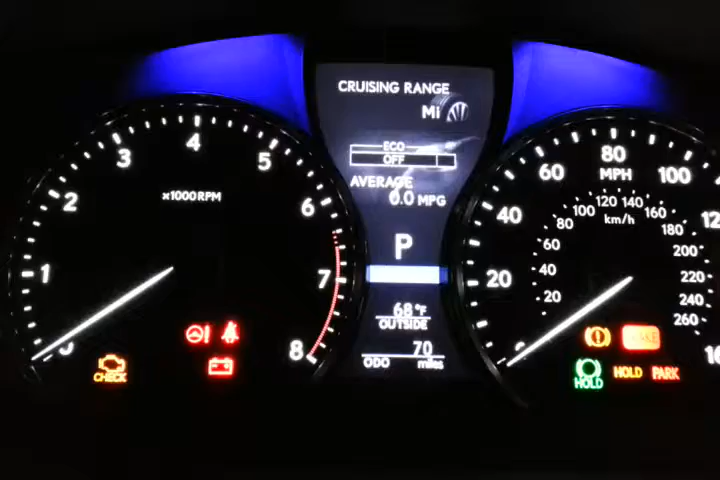 CRUISING RANGE
Mi
ECO
OFF
AVERAGE
0.0 MPG
P
68°F
OUTSIDE
70
ODO miles
1
2
3
4
5
6
7
8
x1000RPM
CHECK
20
40
60
80
100
MPH
20
40
60
80
100
120
140
160
180
200
220
240
260
km/h
HOLD
HOLD
PARK